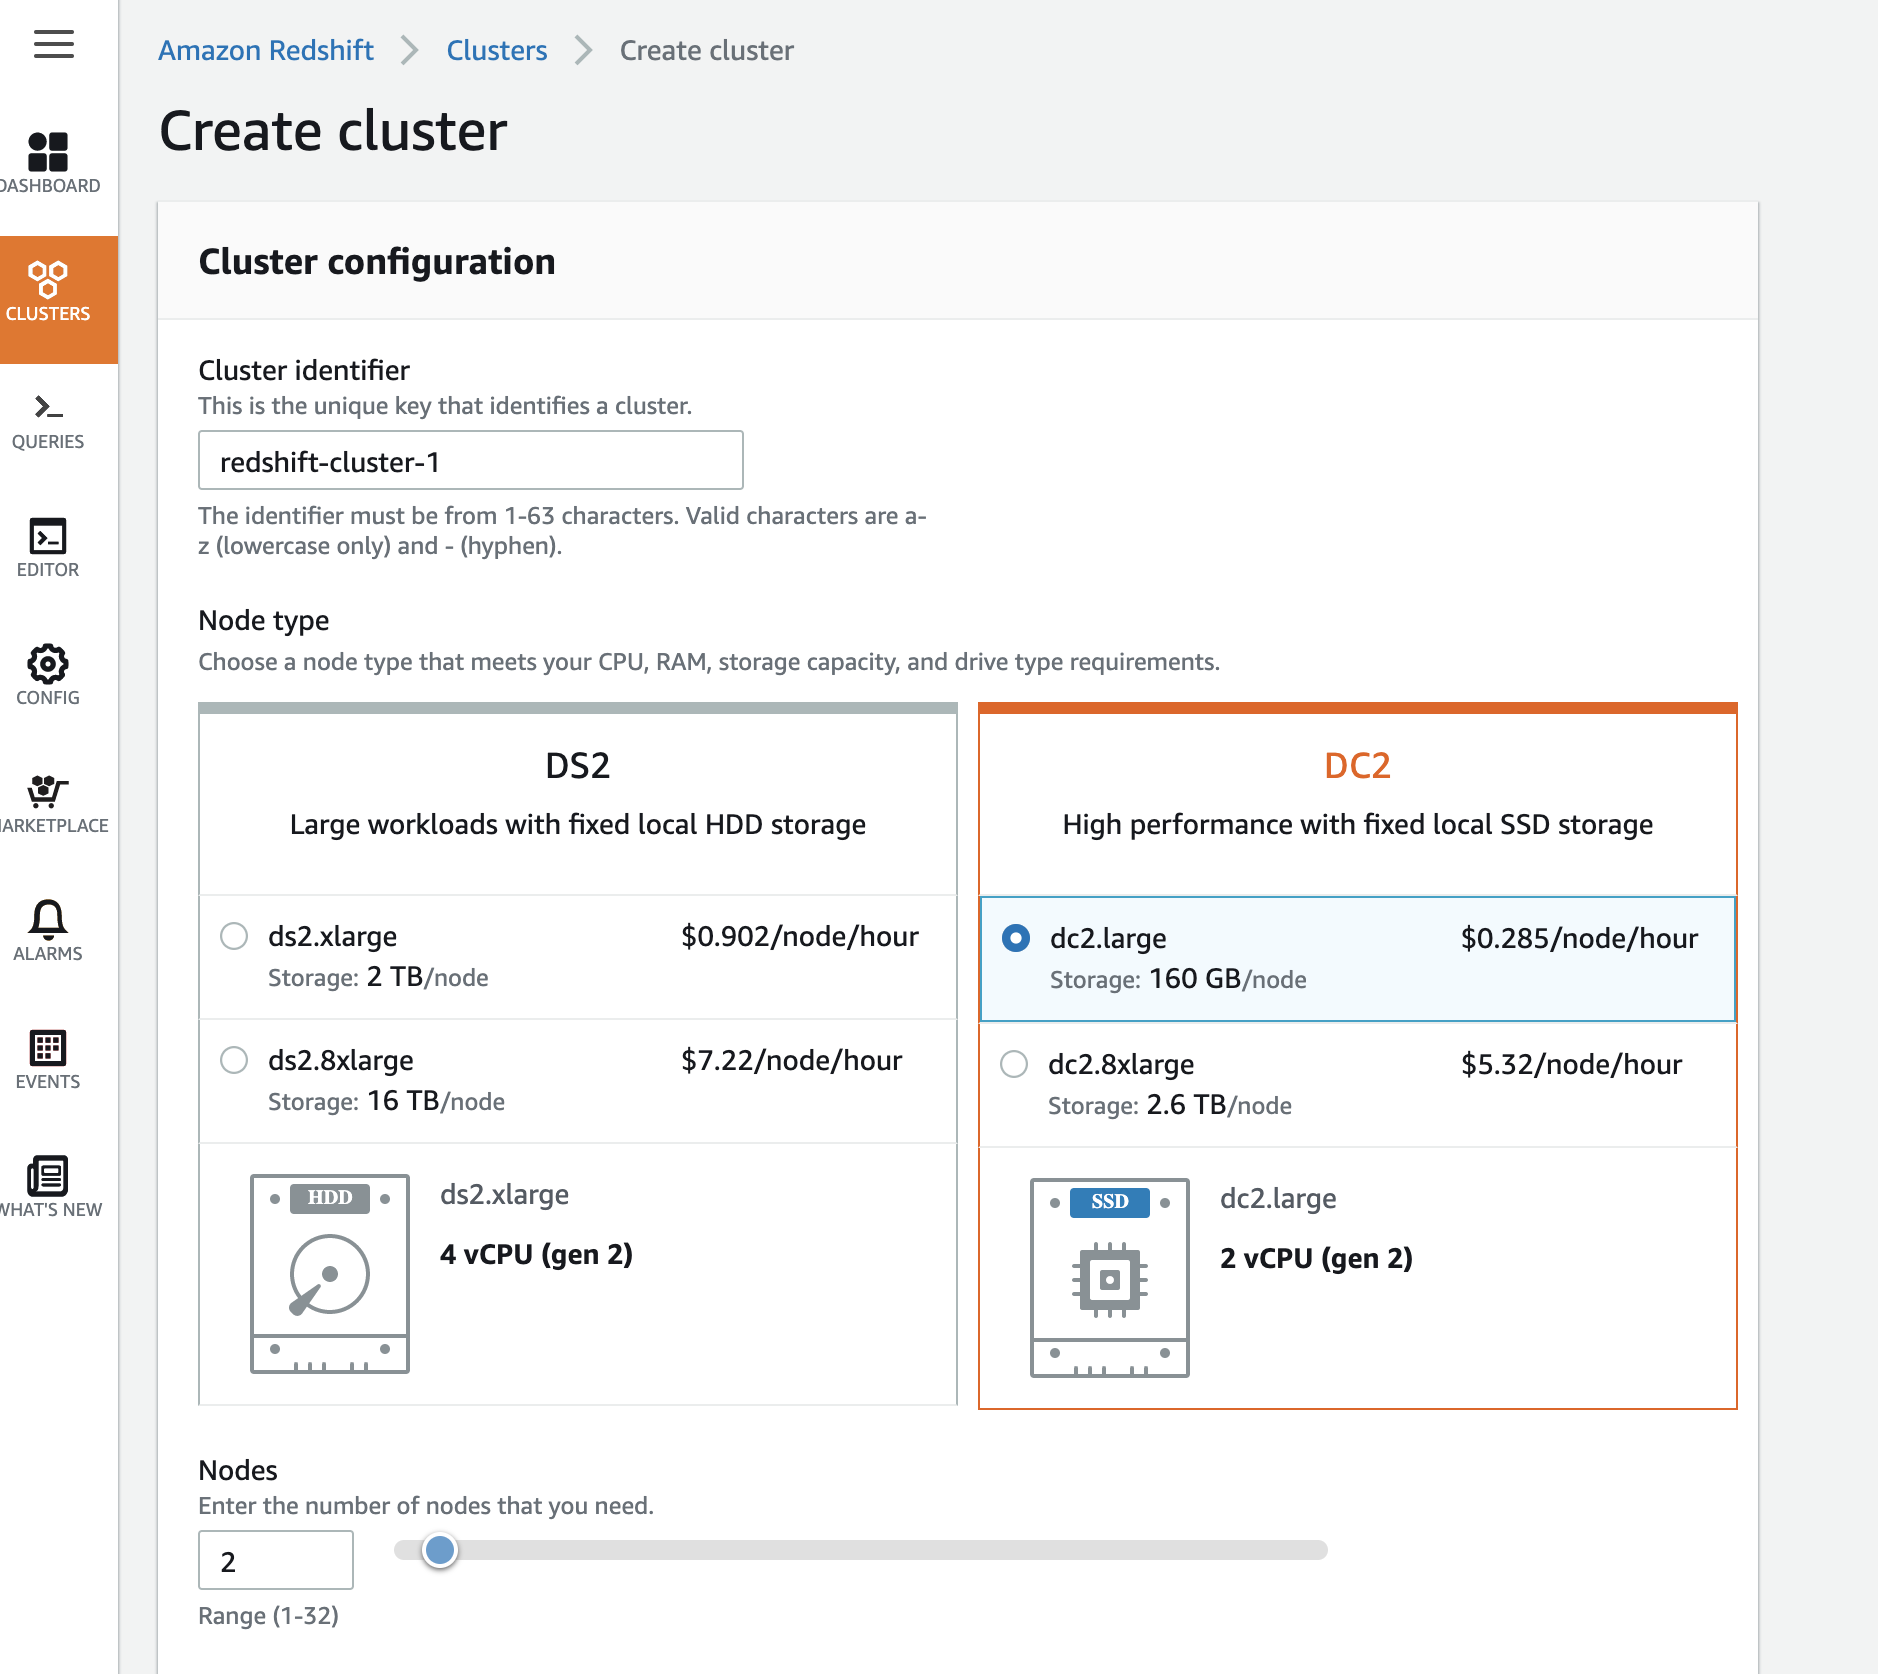 Amazon Redshift > Clusters > Create cluster
Create cluster
DASHBOARD
CLUSTERS
QUERIES
EDITOR
CONFIG
MARKETPLACE
ALARMS
EVENTS
WHAT'S NEW
Cluster configuration
Cluster identifier
This is the unique key that identifies a cluster.
redshift-cluster-1
The identifier must be from 1-63 characters. Valid characters are a-
z (lowercase only) and - (hyphen).
Node type
Choose a node type that meets your CPU, RAM, storage capacity, and drive type requirements.
DS2
Large workloads with fixed local HDD storage
ds2.xlarge $0.902/node/hour
Storage: 2 TB/node
ds2.8xlarge $7.22/node/hour
Storage: 16 TB/node
HDD
ds2.xlarge
4 vCPU (gen 2)
DC2
High performance with fixed local SSD storage
dc2.large $0.285/node/hour
Storage: 160 GB/node
dc2.8xlarge $5.32/node/hour
Storage: 2.6 TB/node
SSD
dc2.large
2 vCPU (gen 2)
Nodes
Enter the number of nodes that you need.
2
Range (1-32)